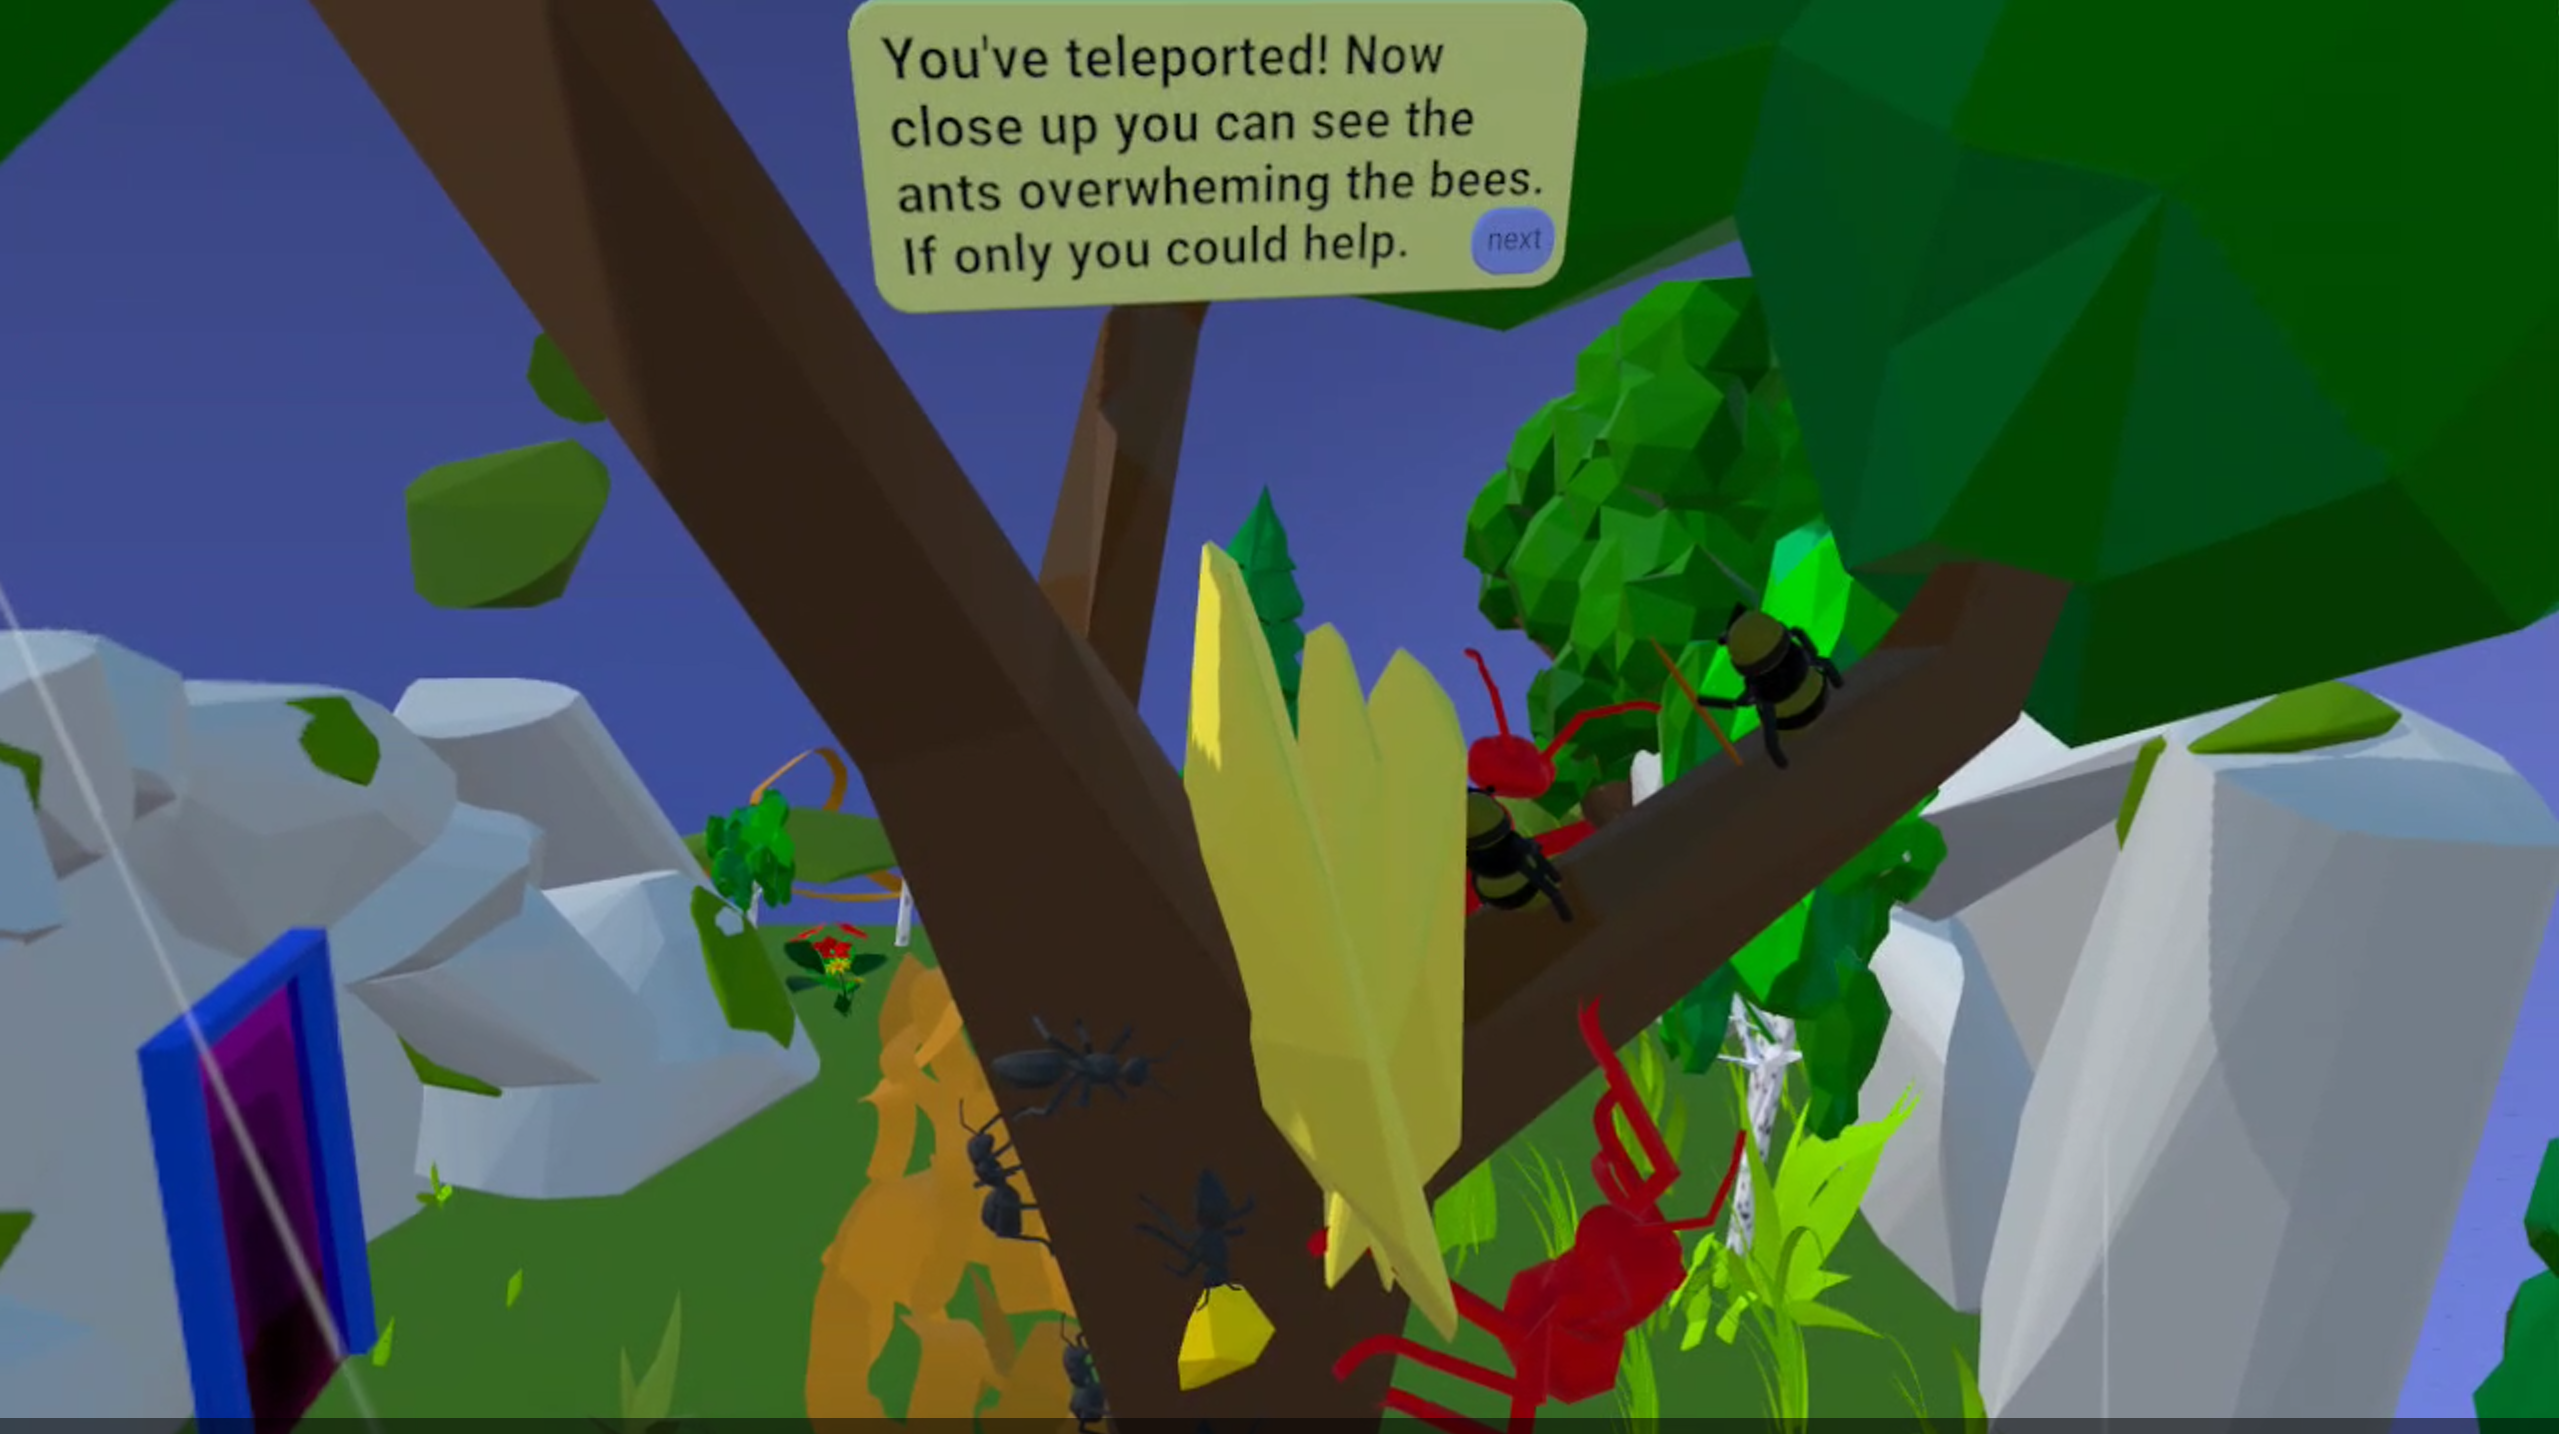 You've teleported! Now
close up you can see the
ants overwheming the bees.
If only you could help.
next